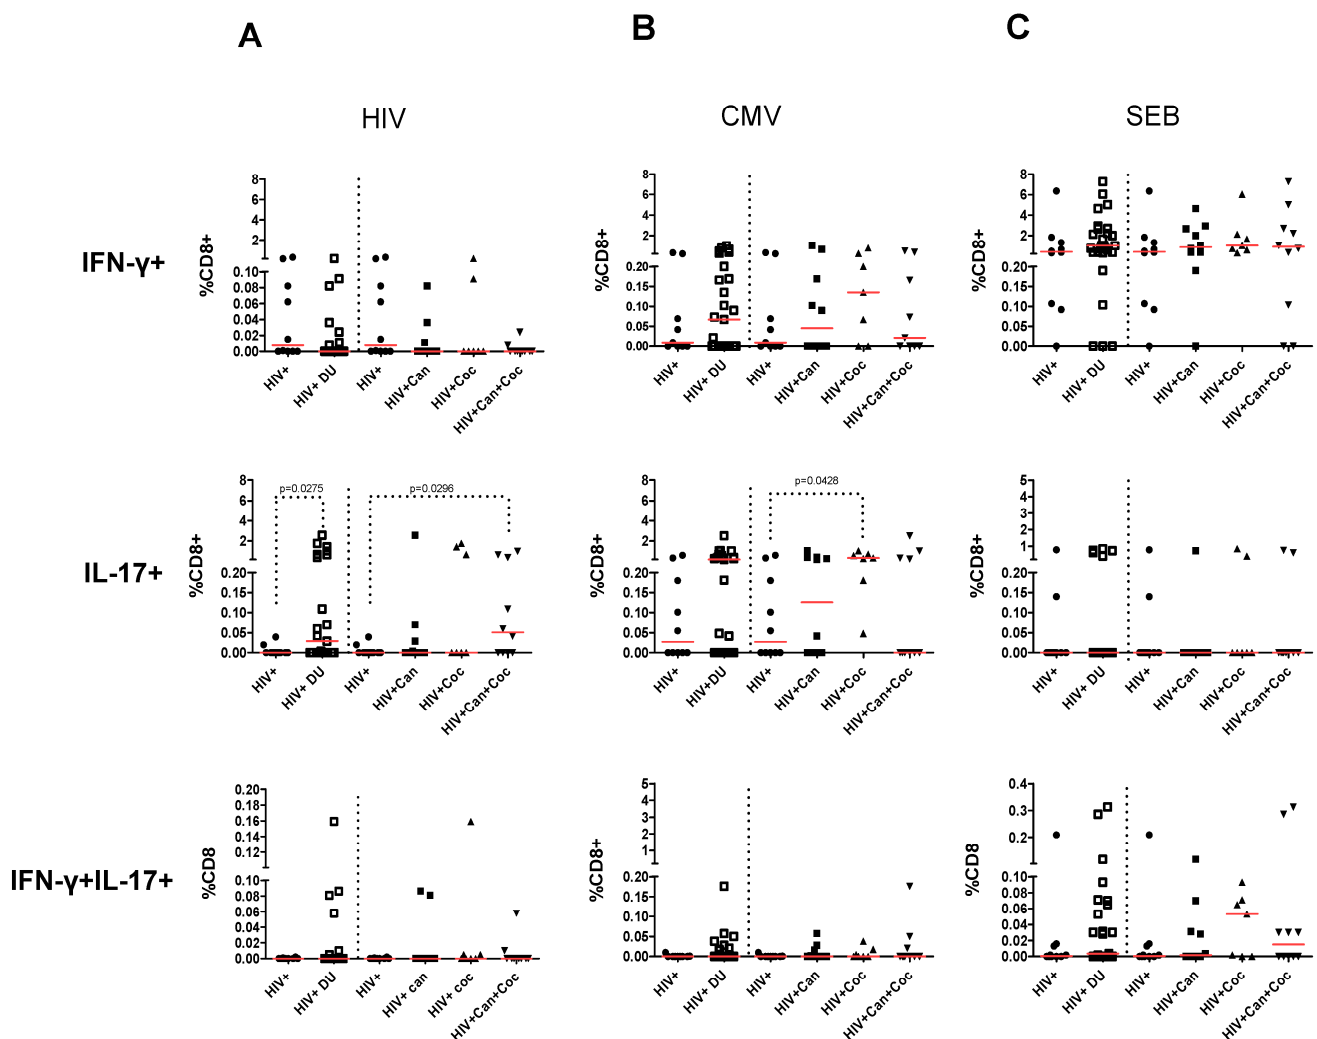 A
B
C
HIV
CMV
SEB
IFN-γ+
%CD8+
8
6
4
2
0.10
0.08
0.06
0.04
0.02
0.00
HIV+
HIV+ DU
HIV+
HIV+Can
HIV+Coc
HIV+Can+Coc
%CD8+
8
6
4
2
0.20
0.15
0.10
0.05
0.00
HIV+
HIV+DU
HIV+
HIV+Can
HIV+Coc
HIV+Can+Coc
%CD8+
8
6
4
2
0.20
0.15
0.10
0.05
0.00
HIV+
HIV+ DU
HIV+
HIV+Can
HIV+Coc
HIV+Can+Coc
IL-17+
%CD8+
8
6
4
2
0.20
0.15
0.10
0.05
0.00
p=0.0275
p=0.0296
HIV+
HIV+ DU
HIV+
HIV+Can
HIV+Coc
HIV+Can+Coc
%CD8+
8
6
4
2
0.20
0.15
0.10
0.05
0.00
p=0.0428
HIV+
HIV+DU
HIV+
HIV+Can
HIV+Coc
HIV+Can+Coc
%CD8+
5
4
3
2
1
0.20
0.15
0.10
0.05
0.00
HIV+
HIV+ DU
HIV+
HIV+Can
HIV+Coc
HIV+Can+Coc
IFN-γ+IL-17+
%CD8
0.20
0.18
0.16
0.14
0.12
0.10
0.08
0.06
0.04
0.02
0.00
HIV+
HIV+ DU
HIV+
HIV+ can
HIV+ coc
HIV+Can+Coc
%CD8+
5
4
3
2
1
0.20
0.15
0.10
0.05
0.00
HIV+
HIV+ DU
HIV+
HIV+Can
HIV+Coc
HIV+Can+Coc
%CD8
0.4
0.3
0.2
0.10
0.08
0.06
0.04
0.02
0.00
HIV+
HIV+ DU
HIV+
HIV+Can
HIV+Coc
HIV+Can+Coc